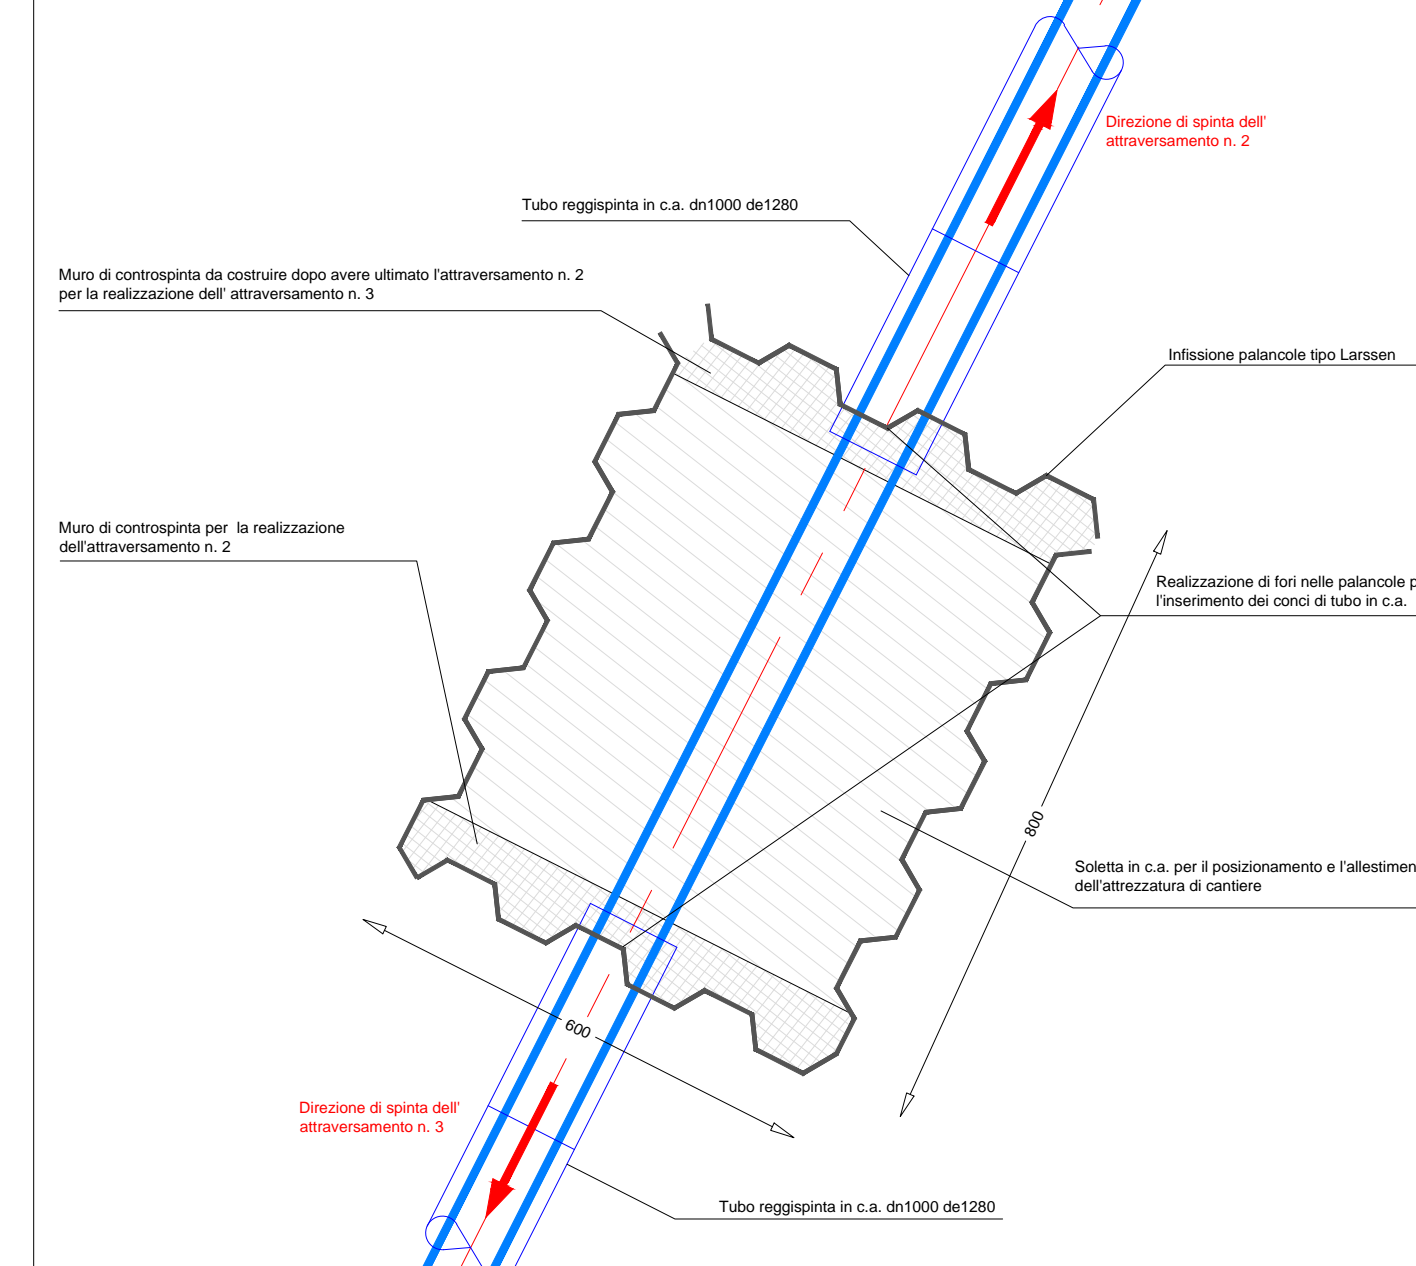 Direzione di spinta dell'
attraversamento n. 2
Tubo reggispinta in c.a. dn1000 de1280
Muro di controspinta da costruire dopo avere ultimato l'attraversamento n. 2
per la realizzazione dell' attraversamento n. 3
Infissione palancole tipo Larssen
Muro di controspinta per  la realizzazione
dell'attraversamento n. 2
Realizzazione di fori nelle palancole p
l'inserimento dei conci di tubo in c.a.
800
Soletta in c.a. per il posizionamento e l'allestimen
dell'attrezzatura di cantiere
600
Direzione di spinta dell'
attraversamento n. 3
Tubo reggispinta in c.a. dn1000 de1280